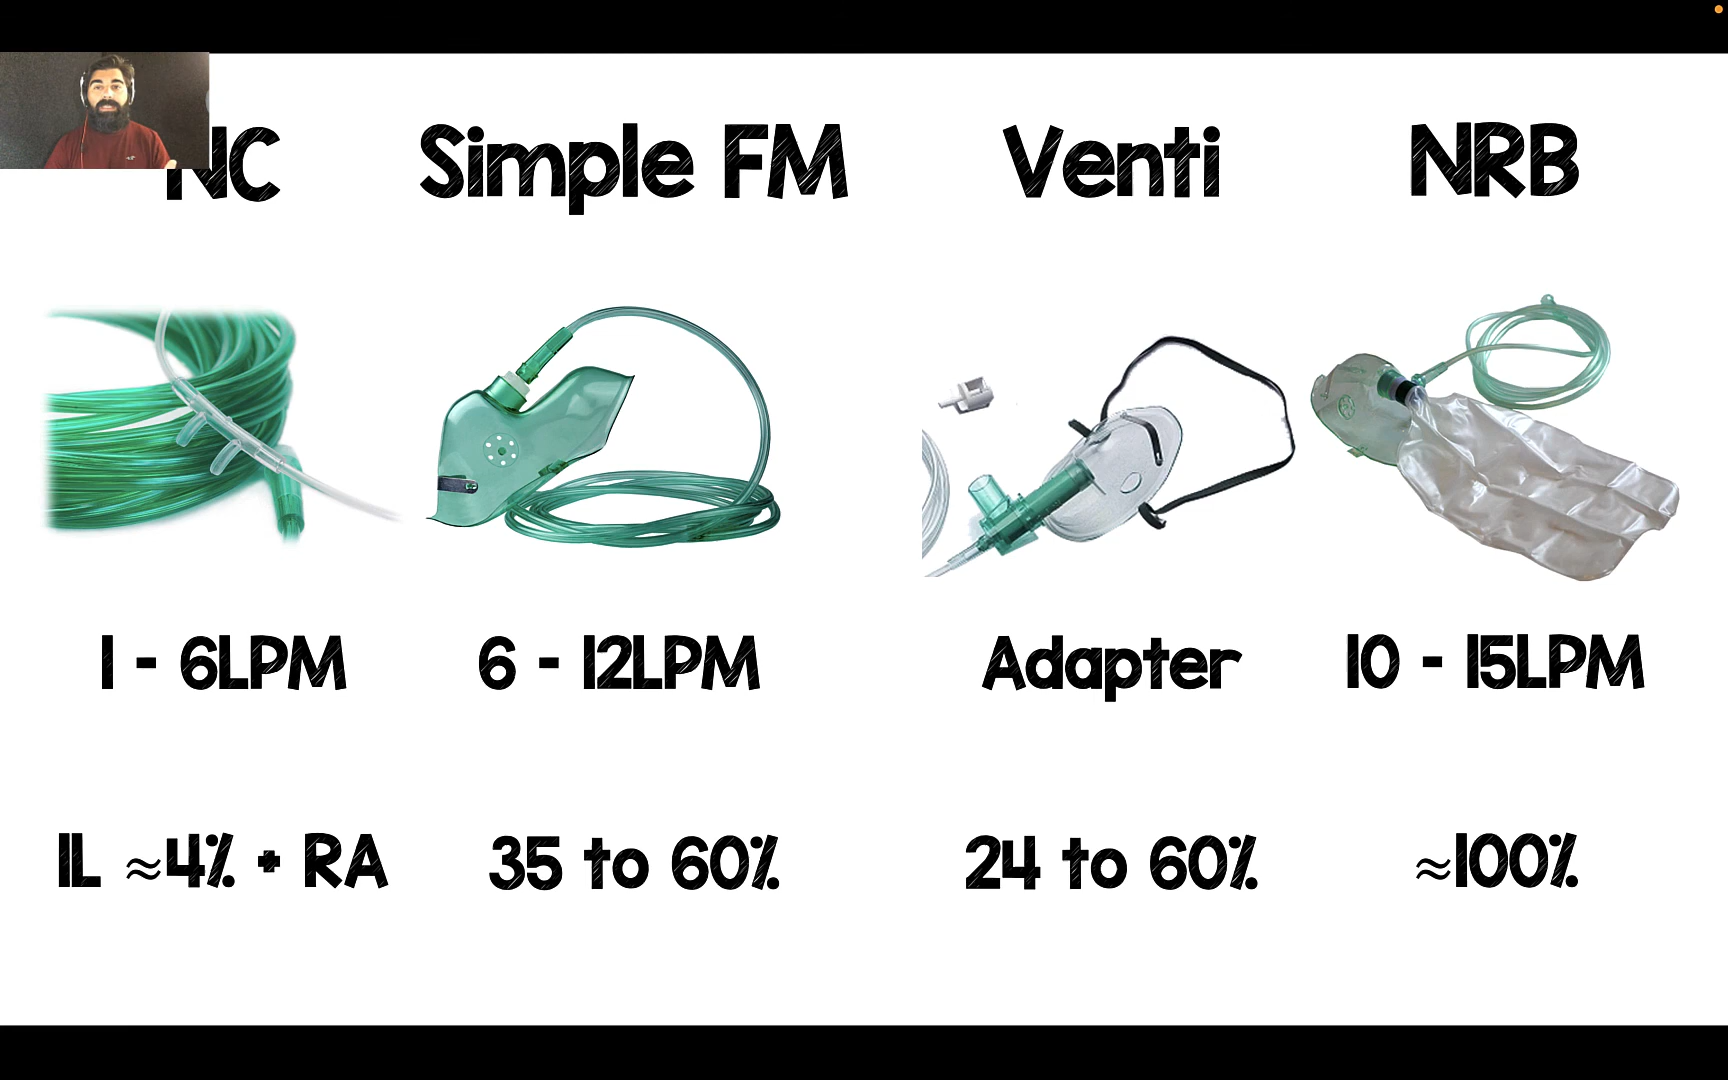 NC
Simple FM
Venti
NRB
1 - 6LPM
6 - 12LPM
Adapter
10 - 15LPM
1L ≈4% + RA
35 to 60%
24 to 60%
≈100%